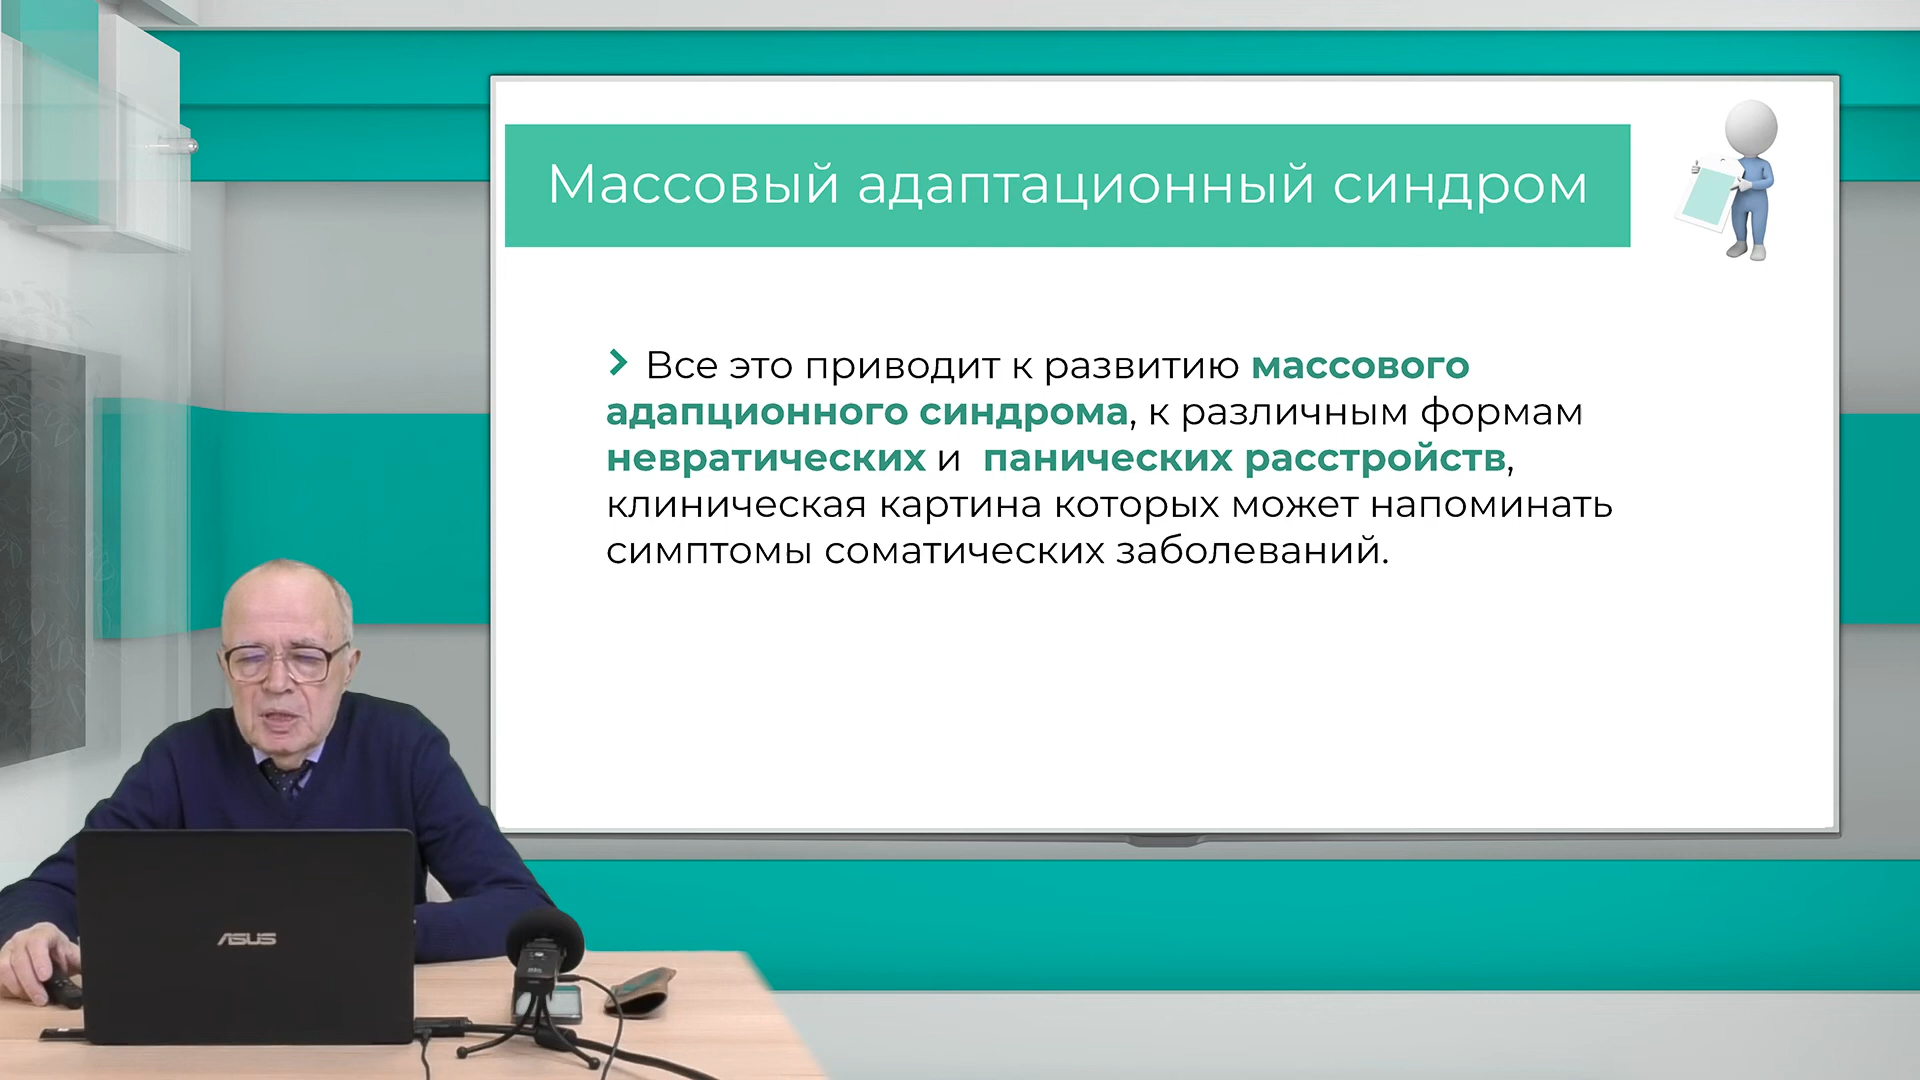 Массовый адаптационный синдром
Все это приводит к развитию массового
адапционного синдрома, к различным формам
невратических и панических расстройств,
клиническая картина которых может напоминать
симптомы соматических заболеваний.
ASUS